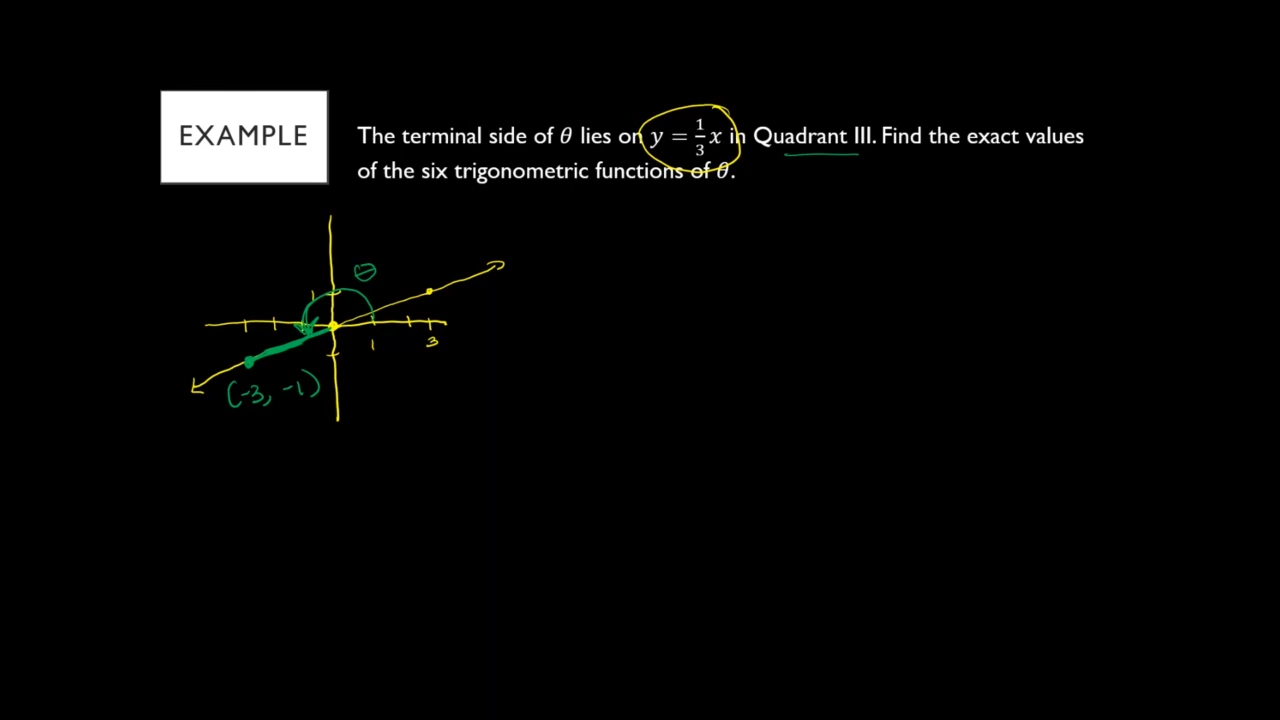 EXAMPLE
The terminal side of θ lies on y = 1/3 x in Quadrant III. Find the exact values
of the six trigonometric functions of θ.
θ
1
1 3
(-3, -1)